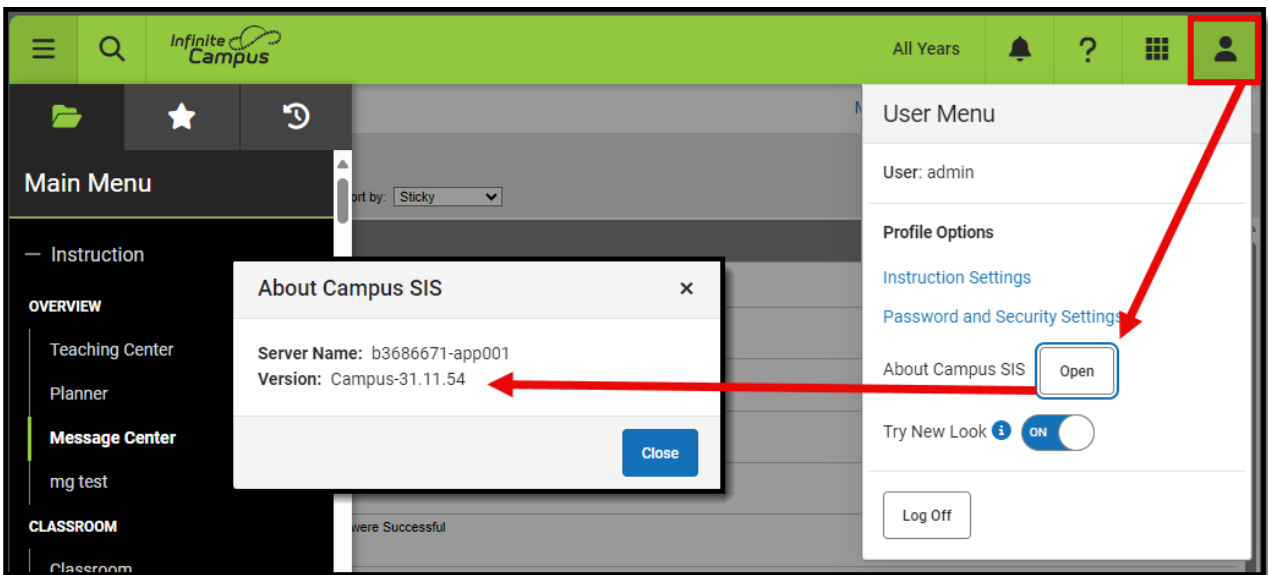 Infinite
Campus
All Years
?
Main Menu
Instruction
OVERVIEW
Teaching Center
Planner
Message Center
mg test
CLASSROOM
Classroom
by: Sticky
were Successful
About Campus SIS
×
Server Name: b3686671-app001
Version: Campus-31.11.54
Close
User Menu
User: admin
Profile Options
Instruction Settings
Password and Security Settings
About Campus SIS Open
Try New Look i ON
Log Off